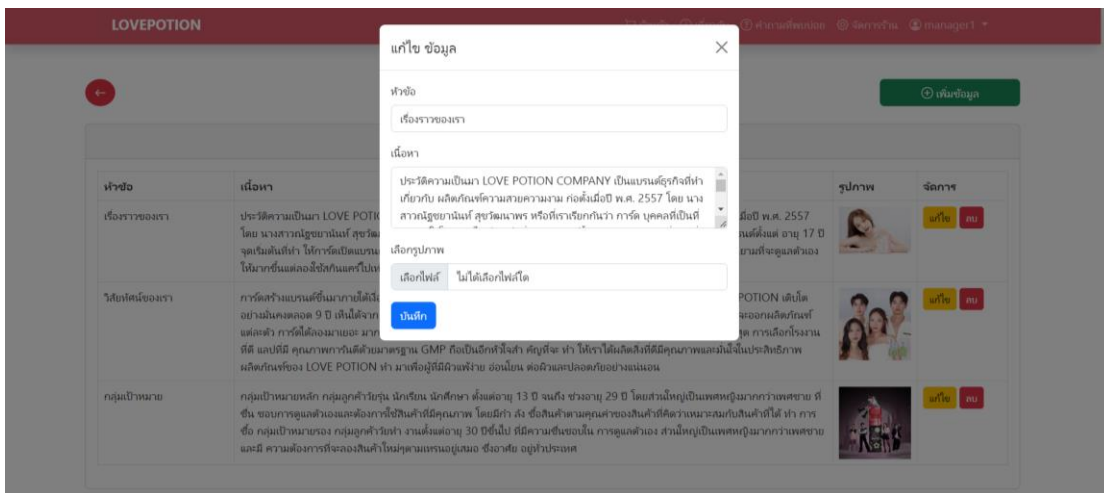 LOVEPOTION
คำถามที่พบบ่อย
จัดการร้าน
manager1
แก้ไข ข้อมูล
หัวข้อ
เรื่องราวของเรา
เนื้อหา
ประวัติความเป็นมา LOVE POTION COMPANY เป็นแบรนด์ธุรกิจที่ทำ
เกี่ยวกับ ผลิตภัณฑ์ความสวยความงาม ก่อตั้งเมื่อปี พ.ศ. 2557 โดย นาง
สาวณัฐชยานันท์ สุขวัฒนาพร หรือที่เราเรียกกันว่า การ์ด บุคคลที่เป็นที่
เลือกรูปภาพ
เลือกไฟล์ ไม่ได้เลือกไฟล์ใด
บันทึก
เพิ่มข้อมูล
หัวข้อ เนื้อหา รูปภาพ จัดการ
เรื่องราวของเรา ประวัติความเป็นมา LOVE เมื่อปี พ.ศ. 2557 แก้ไข ลบ
โดย นางสาวณัฐชยานันท์ ตั้งแต่ อายุ 17 ปี
จุดเริ่มต้นที่ทำ ให้การ์ดเปิดแบรนด์ ที่จะดูแลตัวเอง
ให้มากขึ้นแต่ลองใช้สกินแคร์ไป
วิสัยทัศน์ของเรา การ์ดสร้างแบรนด์ขึ้นมาภายใต้ POTION เติบโต แก้ไข ลบ
อย่างมั่นคงตลอด 9 ปี เห็นได้จาก จะออกผลิตภัณฑ์
แต่ละตัว การ์ดได้ลองมาเยอะ มาก การเลือกโรงงาน
ที่ดี และมี คุณภาพการันตีด้วยมาตรฐาน GMP ถือเป็นอีกหัวใจสำ คัญที่จะ ทำ ให้เราได้ผลิตสิ่งที่ดีมีคุณภาพและมั่นใจในประสิทธิภาพ
ผลิตภัณฑ์ของ LOVE POTION ทำ มาเพื่อผู้ที่มีผิวแพ้ง่าย อ่อนโยน ต่อผิวและปลอดภัยอย่างแน่นอน
กลุ่มเป้าหมาย กลุ่มเป้าหมายหลัก กลุ่มลูกค้าวัยรุ่น นักเรียน นักศึกษา ตั้งแต่อายุ 13 ปี จนถึง ช่วงอายุ 29 ปี โดยส่วนใหญ่เป็นเพศหญิงมากกว่าเพศชาย ที่ แก้ไข ลบ
ชื่น ชอบการดูแลตัวเองและต้องการใช้สินค้าที่มีคุณภาพ โดยมีกำ ลัง ซื้อสินค้าตามคุณค่าของสินค้าที่คิดว่าเหมาะสมกับสินค้าที่ได้ ทำ การ
ซื้อ กลุ่มเป้าหมายรอง กลุ่มลูกค้าวัยทำ งานตั้งแต่อายุ 30 ปีขึ้นไป ที่มีความชื่นชอบใน การดูแลตัวเอง ส่วนใหญ่เป็นเพศหญิงมากกว่าเพศชาย
และมี ความต้องการที่จะลองสินค้าใหม่ๆตามเทรนอยู่เสมอ ซึ่งอาศัย อยู่ทั่วประเทศ